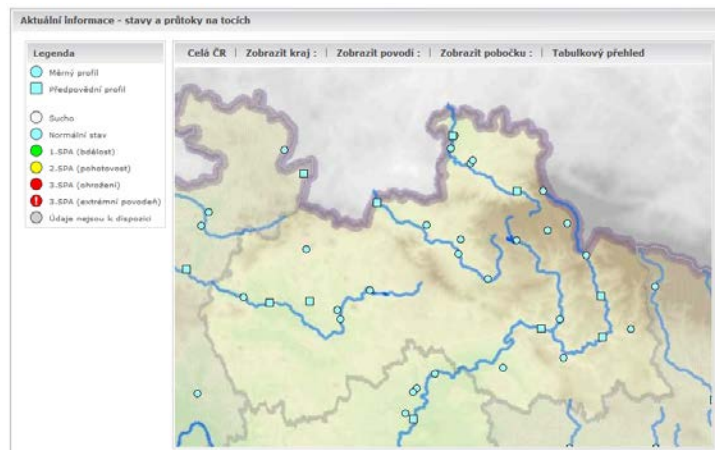 Aktuální informace - stavy a průtoky na tocích
Legenda
Měrný profil
Předpovědní profil
Sucho
Normální stav
1.SPA (bdělost)
2.SPA (pohotovost)
3.SPA (ohrožení)
3.SPA (extrémní povodeň)
Údaje nejsou k dispozici
Celá ČR | Zobrazit kraj : | Zobrazit povodí : | Zobrazit pobočku : | Tabulkový přehled